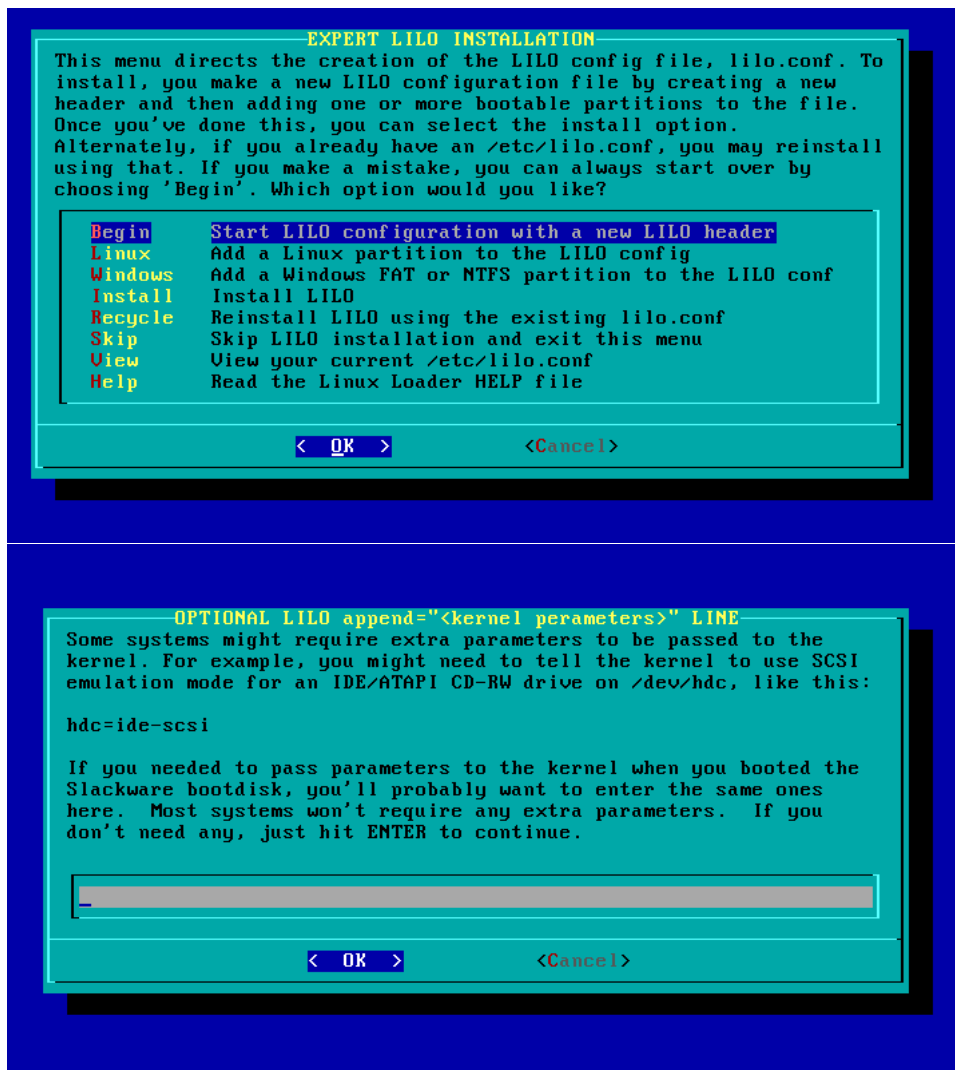 EXPERT LILO INSTALLATION
This menu directs the creation of the LILO config file, lilo.conf. To
install, you make a new LILO configuration file by creating a new
header and then adding one or more bootable partitions to the file.
Once you've done this, you can select the install option.
Alternately, if you already have an /etc/lilo.conf, you may reinstall
using that. If you make a mistake, you can always start over by
choosing 'Begin'. Which option would you like?
Begin Start LILO configuration with a new LILO header
Linux Add a Linux partition to the LILO config
Windows Add a Windows FAT or NTFS partition to the LILO conf
Install Install LILO
Recycle Reinstall LILO using the existing lilo.conf
Skip Skip LILO installation and exit this menu
View View your current /etc/lilo.conf
Help Read the Linux Loader HELP file
< OK > <Cancel>
OPTIONAL LILO append="<kernel perameters>" LINE
Some systems might require extra parameters to be passed to the
kernel. For example, you might need to tell the kernel to use SCSI
emulation mode for an IDE/ATAPI CD-RW drive on /dev/hdc, like this:
hdc=ide-scsi
If you needed to pass parameters to the kernel when you booted the
Slackware bootdisk, you'll probably want to enter the same ones
here. Most systems won't require any extra parameters. If you
don't need any, just hit ENTER to continue.
< OK > <Cancel>